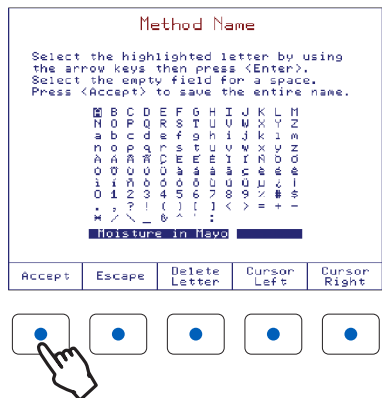 Method Name
Select the highlighted letter by using
the arrow keys then press <Enter>.
Select the empty field for a space.
Press <Accept> to save the entire name.
A B C D E F G H I J K L M
N O P Q R S T U V W X Y Z
a b c d e f g h i j k l m
n o p q r s t u v w x y z
0 1 2 3 4 5 6 7 8 9 % # $
. , ? ! ( ) [ ] < > = + -
* / \ _ & ^ ' :
Moisture in Mayo
Accept Escape Delete Letter Cursor Left Cursor Right